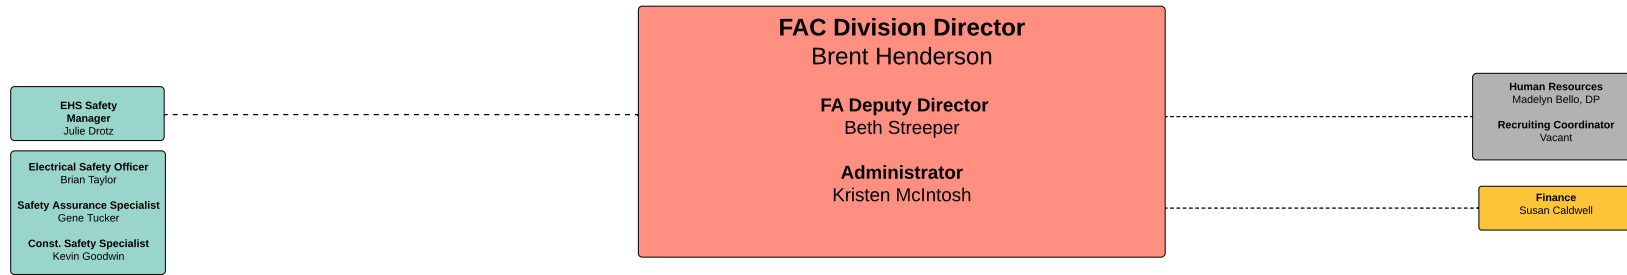 EHS Safety
Manager
Julie Drotz
Electrical Safety Officer
Brian Taylor
Safety Assurance Specialist
Gene Tucker
Const. Safety Specialist
Kevin Goodwin
FAC Division Director
Brent Henderson
FA Deputy Director
Beth Streeper
Administrator
Kristen McIntosh
Human Resources
Madelyn Bello, DP
Recruiting Coordinator
Vacant
Finance
Susan Caldwell